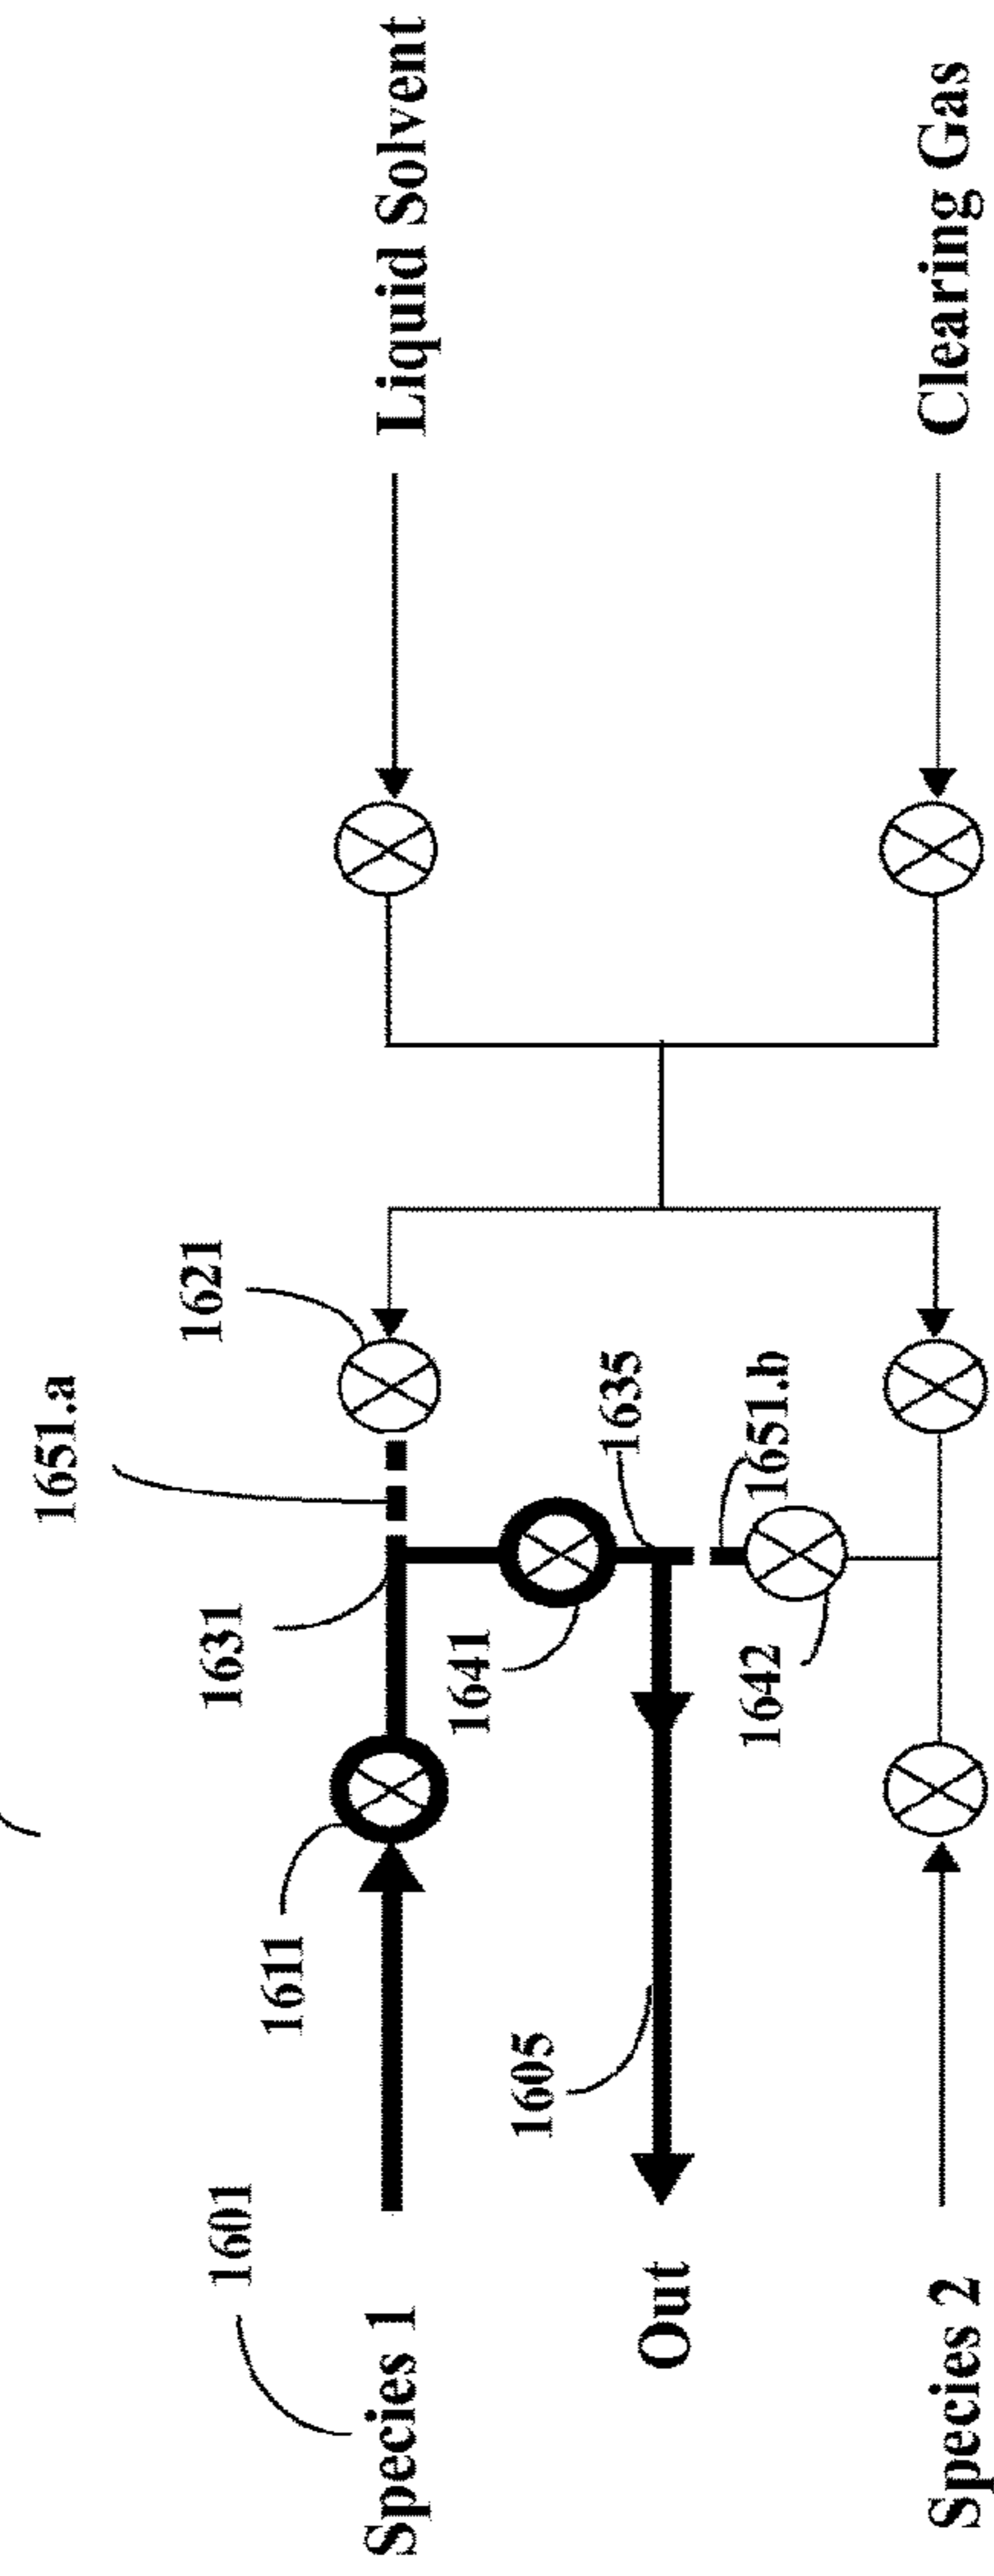 1651.a
1621
Liquid Solvent
1601
1611
1631
Species 1
1641
1635
1605
Out
1642
1651.b
Species 2
Clearing Gas